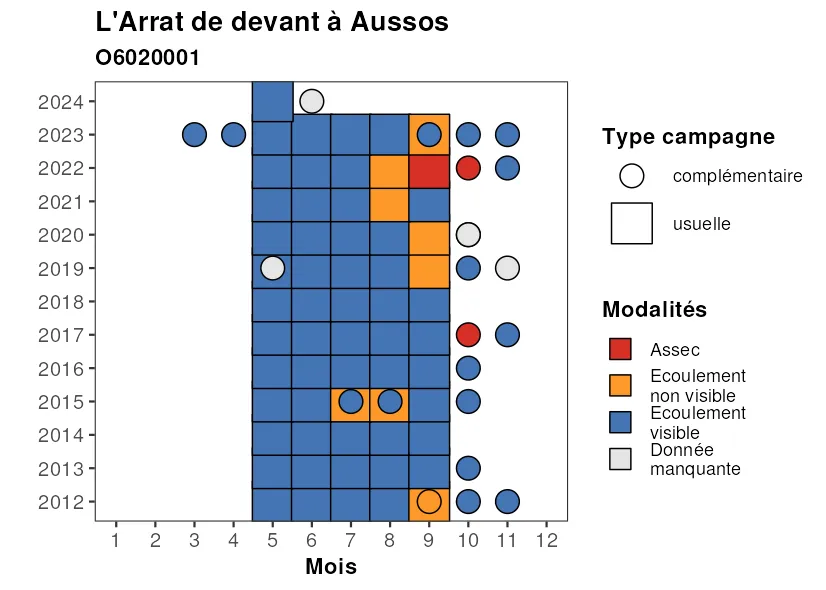 L'Arrat de devant à Aussos
O6020001
2024
2023
2022
2021
2020
2019
2018
2017
2016
2015
2014
2013
2012
1 2 3 4 5 6 7 8 9 10 11 12
Mois
Type campagne
complémentaire
usuelle
Modalités
Assec
Ecoulement
non visible
Ecoulement
visible
Donnée
manquante